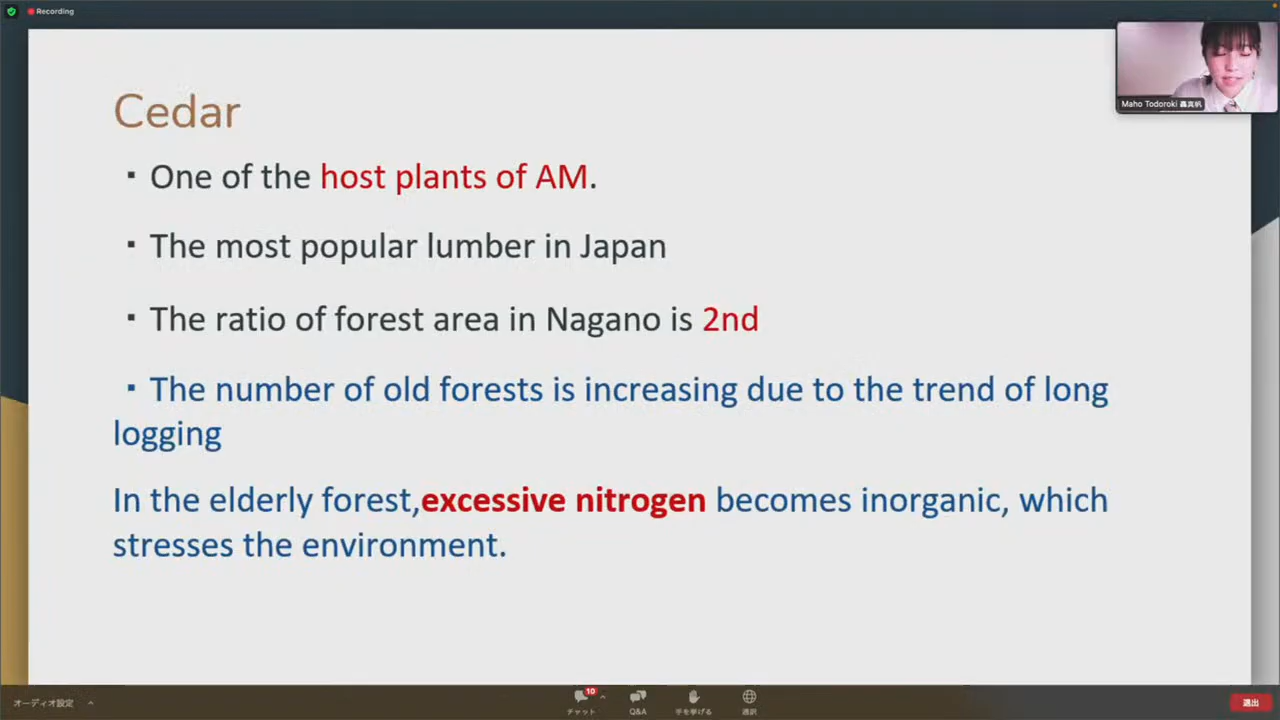 Recording
Maho Todoroki 轟真帆
Cedar
▪ One of the host plants of AM.
▪ The most popular lumber in Japan
▪ The ratio of forest area in Nagano is 2nd
▪ The number of old forests is increasing due to the trend of long
logging
In the elderly forest,excessive nitrogen becomes inorganic, which
stresses the environment.
オーディオ設定
10
チャット
Q&A
手を挙げる
通訳
退出